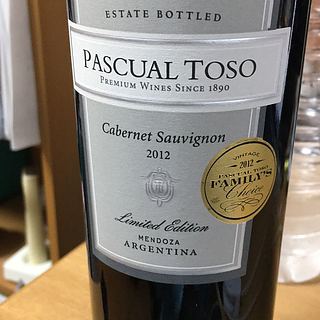 ESTATE BOTTLED
PASCUAL TOSO
PREMIUM WINES SINCE 1890
Cabernet Sauvignon
2012
VINTAGE
2012
PASCUAL TOSO
FAMILY'S
Choice
Limited Edition
MENDOZA
ARGENTINA